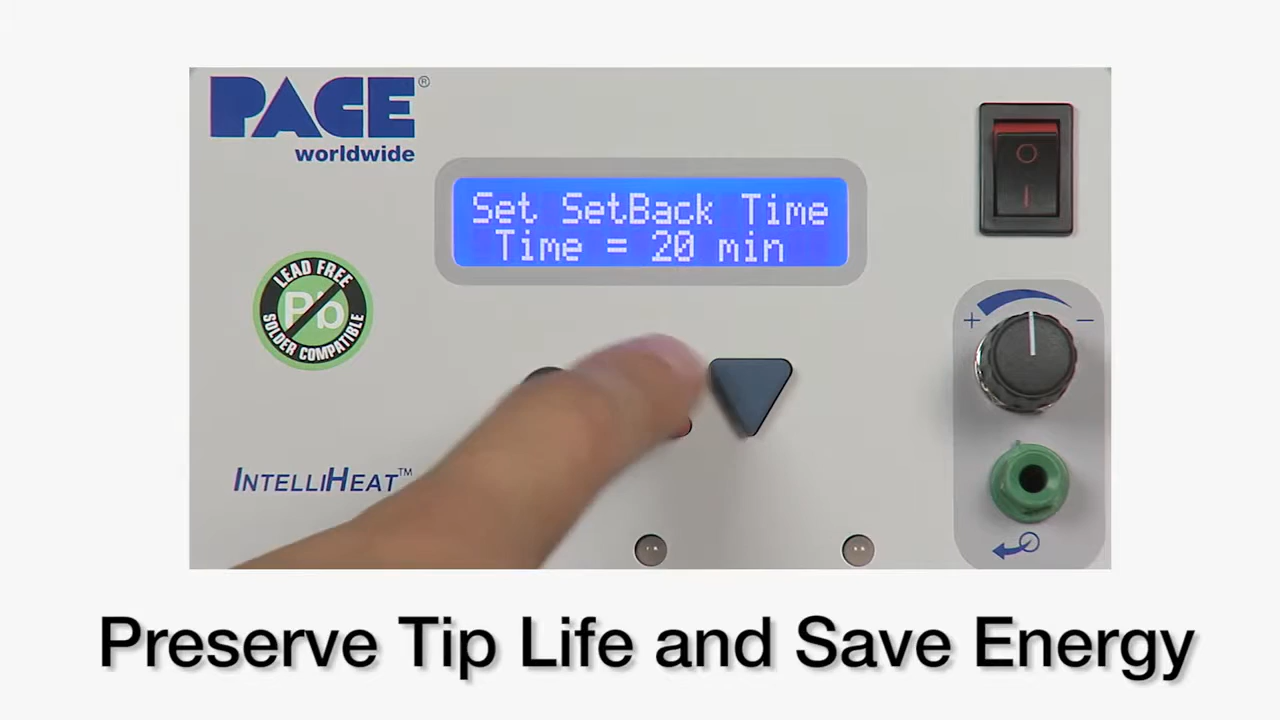 PACE®
worldwide
Set SetBack Time
Time = 20 min
LEAD FREE
Pb
SOLDER COMPATIBLE
INTELLIHEAT™
+ −
Preserve Tip Life and Save Energy